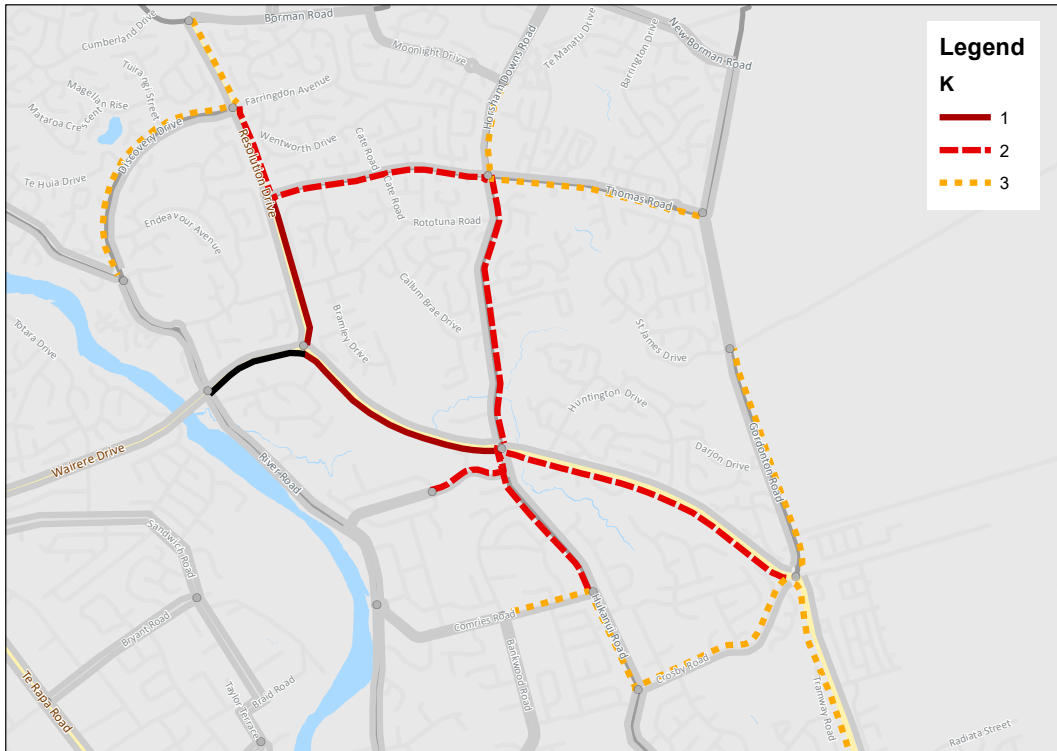 Borman Road
Cumberland Drive
Moonlight Drive
Horsham Downs Road
Te Manatu Drive
Barrington Drive
New Borman Road
Legend
K
1
2
3
Tuirangi Street
Magellan Rise
Mataroa Crescent
Farringdon Avenue
Discovery Drive
Wentworth Drive
Resolution Drive
Cate Road
Cate Road
Te Huia Drive
Thomas Road
Endeavour Avenue
Rototuna Road
Callum Brae Drive
Bramley Drive
St James Drive
Totara Drive
Huntington Drive
Gordonton Road
Darjon Drive
Wairere Drive
River Road
Sandwich Road
Bryant Road
Comries Road
Hukanui Road
Bankwood Road
Crosby Road
Tramway Road
Te Rapa Road
Braid Road
Taylor Terrace
Radiata Street